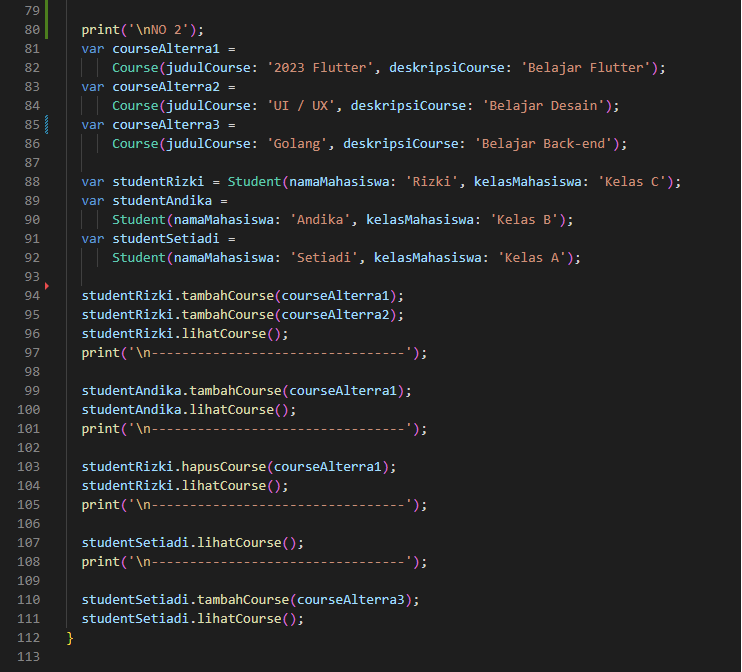 79
80 print('\nNO 2');
81 var courseAlterra1 =
82 Course(judulCourse: '2023 Flutter', deskripsiCourse: 'Belajar Flutter');
83 var courseAlterra2 =
84 Course(judulCourse: 'UI / UX', deskripsiCourse: 'Belajar Desain');
85 var courseAlterra3 =
86 Course(judulCourse: 'Golang', deskripsiCourse: 'Belajar Back-end');
87
88 var studentRizki = Student(namaMahasiswa: 'Rizki', kelasMahasiswa: 'Kelas C');
89 var studentAndika =
90 Student(namaMahasiswa: 'Andika', kelasMahasiswa: 'Kelas B');
91 var studentSetiadi =
92 Student(namaMahasiswa: 'Setiadi', kelasMahasiswa: 'Kelas A');
93
94 studentRizki.tambahCourse(courseAlterra1);
95 studentRizki.tambahCourse(courseAlterra2);
96 studentRizki.lihatCourse();
97 print('\n---------------------------------');
98
99 studentAndika.tambahCourse(courseAlterra1);
100 studentAndika.lihatCourse();
101 print('\n---------------------------------');
102
103 studentRizki.hapusCourse(courseAlterra1);
104 studentRizki.lihatCourse();
105 print('\n---------------------------------');
106
107 studentSetiadi.lihatCourse();
108 print('\n---------------------------------');
109
110 studentSetiadi.tambahCourse(courseAlterra3);
111 studentSetiadi.lihatCourse();
112 }
113